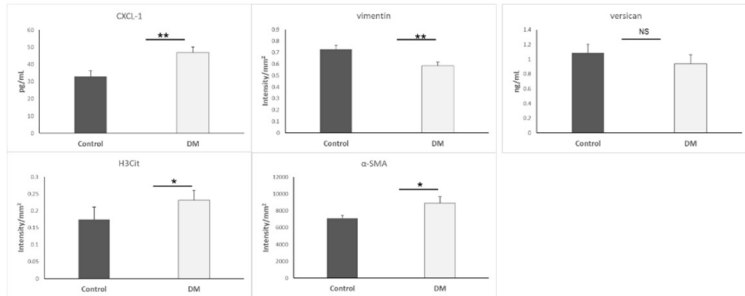 CXCL-1
**
60
50
40
30
20
10
0
pg/mL
Control DM
vimentin
**
0.8
0.7
0.6
0.5
0.4
0.3
0.2
0.1
0
Intensity/mm²
Control DM
versican
NS
1.4
1.2
1
0.8
0.6
0.4
0.2
0
ng/mL
Control DM
H3Cit
*
0.3
0.25
0.2
0.15
0.1
0.05
0
Intensity/mm²
Control DM
α-SMA
*
12000
10000
8000
6000
4000
2000
0
Intensity/mm²
Control DM